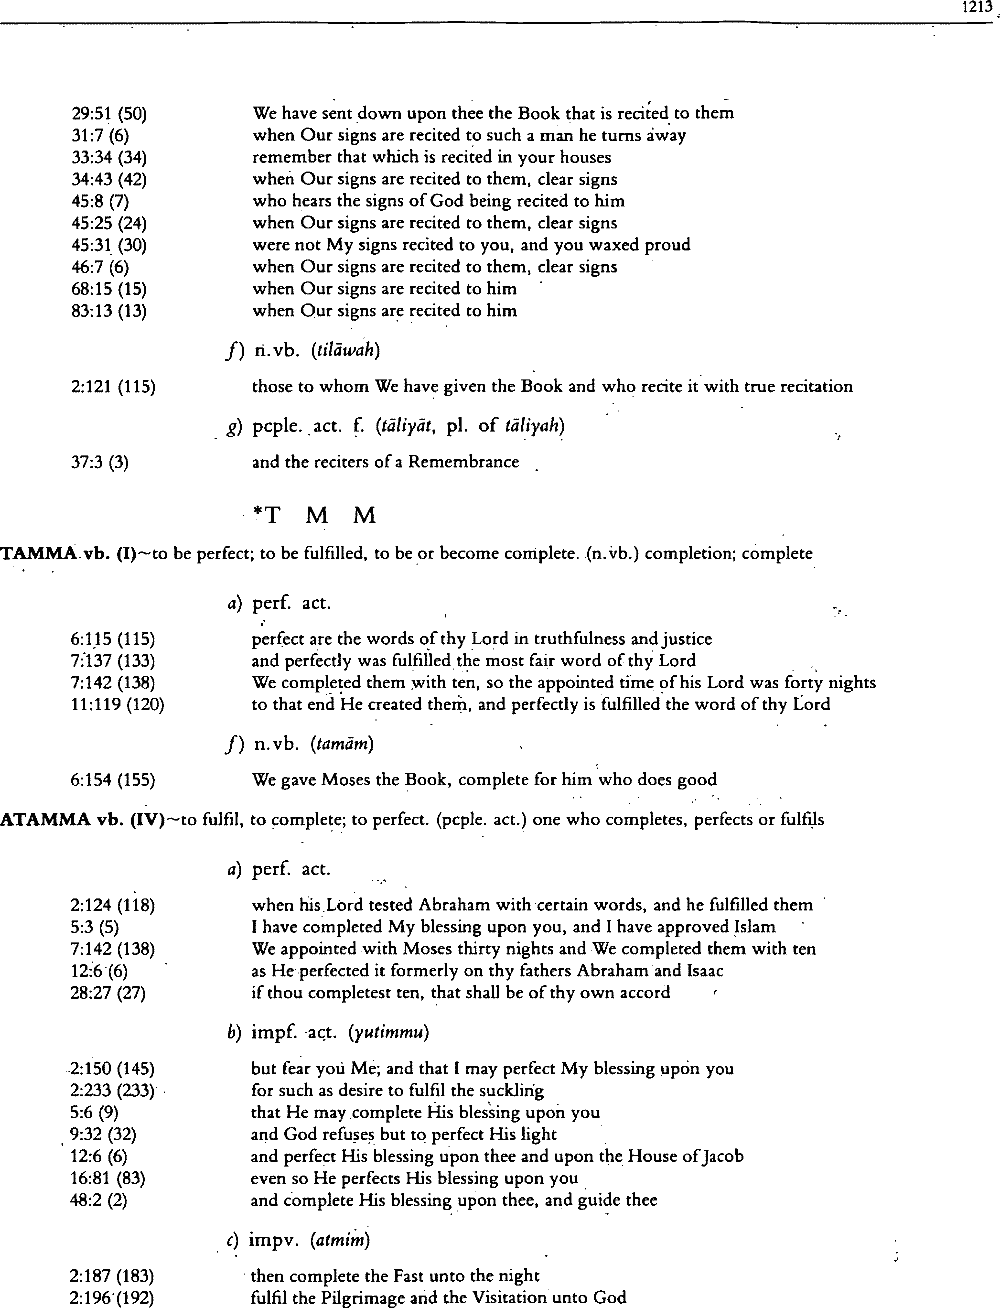 1213
29:51 (50) We have sent down upon thee the Book that is recited to them
31:7 (6) when Our signs are recited to such a man he turns away
33:34 (34) remember that which is recited in your houses
34:43 (42) when Our signs are recited to them, clear signs
45:8 (7) who hears the signs of God being recited to him
45:25 (24) when Our signs are recited to them, clear signs
45:31 (30) were not My signs recited to you, and you waxed proud
46:7 (6) when Our signs are recited to them, clear signs
68:15 (15) when Our signs are recited to him
83:13 (13) when Our signs are recited to him
f) n.vb. (tilāwah)
2:121 (115) those to whom We have given the Book and who recite it with true recitation
g) pcple. act. f. (tāliyāt, pl. of tāliyah)
37:3 (3) and the reciters of a Remembrance
*T M M
TAMMA vb. (I)~to be perfect; to be fulfilled, to be or become complete. (n.vb.) completion; complete
a) perf. act.
6:115 (115) perfect are the words of thy Lord in truthfulness and justice
7:137 (133) and perfectly was fulfilled the most fair word of thy Lord
7:142 (138) We completed them with ten, so the appointed time of his Lord was forty nights
11:119 (120) to that end He created them, and perfectly is fulfilled the word of thy Lord
f) n.vb. (tamām)
6:154 (155) We gave Moses the Book, complete for him who does good
ATAMMA vb. (IV)~to fulfil, to complete; to perfect. (pcple. act.) one who completes, perfects or fulfils
a) perf. act.
2:124 (118) when his Lord tested Abraham with certain words, and he fulfilled them
5:3 (5) I have completed My blessing upon you, and I have approved Islam
7:142 (138) We appointed with Moses thirty nights and We completed them with ten
12:6 (6) as He perfected it formerly on thy fathers Abraham and Isaac
28:27 (27) if thou completest ten, that shall be of thy own accord
b) impf. act. (yutimmu)
2:150 (145) but fear you Me; and that I may perfect My blessing upon you
2:233 (233) for such as desire to fulfil the suckling
5:6 (9) that He may complete His blessing upon you
9:32 (32) and God refuses but to perfect His light
12:6 (6) and perfect His blessing upon thee and upon the House of Jacob
16:81 (83) even so He perfects His blessing upon you
48:2 (2) and complete His blessing upon thee, and guide thee
c) impv. (atmim)
2:187 (183) then complete the Fast unto the night
2:196 (192) fulfil the Pilgrimage and the Visitation unto God